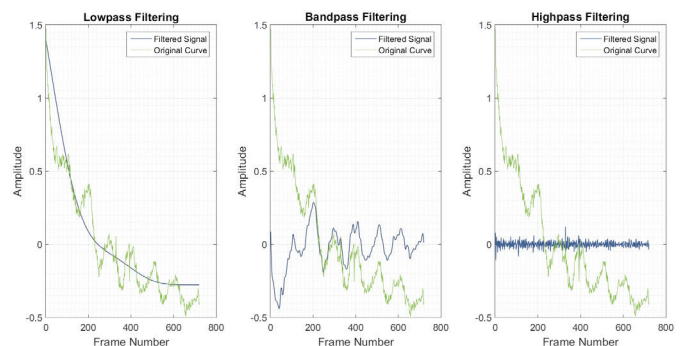 Lowpass Filtering
Filtered Signal
Original Curve
1.5
1
0.5
0
-0.5
Amplitude
0 200 400 600 800
Frame Number
Bandpass Filtering
Filtered Signal
Original Curve
1.5
1
0.5
0
-0.5
Amplitude
0 200 400 600 800
Frame Number
Highpass Filtering
Filtered Signal
Original Curve
1.5
1
0.5
0
-0.5
Amplitude
0 200 400 600 800
Frame Number